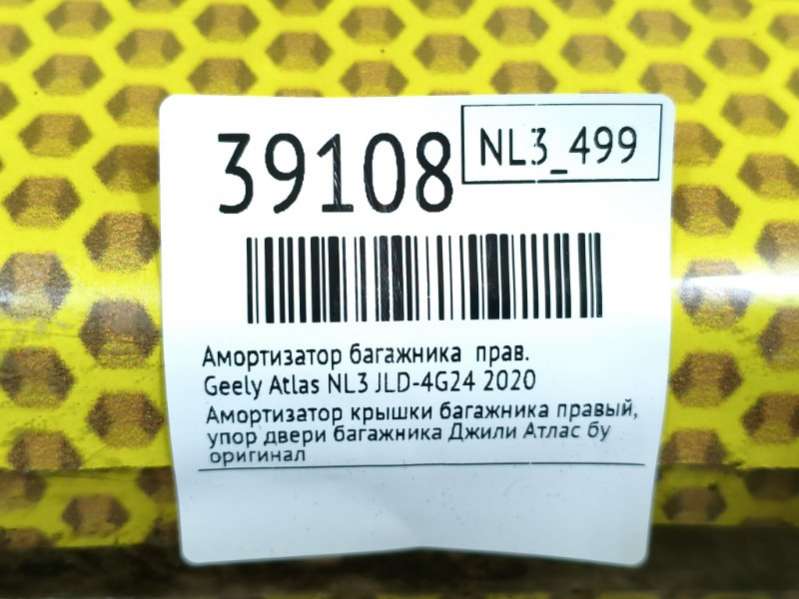 39108
NL3_499
Амортизатор багажника прав.
Geely Atlas NL3 JLD-4G24 2020
Амортизатор крышки багажника правый,
упор двери багажника Джили Атлас бу
оригинал